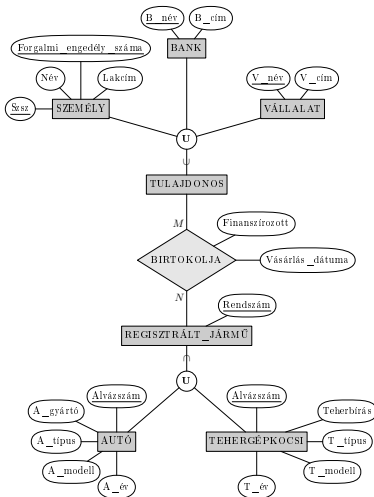 B_név B_cím
Forgalmi_engedély_száma
BANK
Név Lakcím V_név V_cím
Szsz SZEMÉLY VÁLLALAT
U
∪
TULAJDONOS
M
Finanszírozott
BIRTOKOLJA Vásárlás_dátuma
N
Rendszám
REGISZTRÁLT_JÁRMŰ
∩
U
Alvázszám Alvázszám
A_gyártó Teherbírás
A_típus AUTÓ TEHERGÉPKOCSI T_típus
A_modell T_modell
A_év T_év